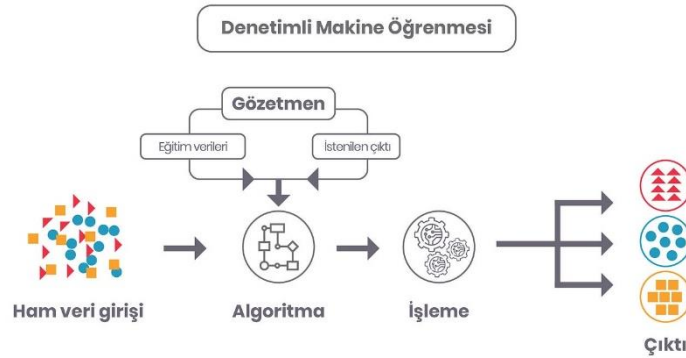 Denetimli Makine Öğrenmesi
Gözetmen
Eğitim verileri
İstenilen çıktı
Ham veri girişi
Algoritma
İşleme
Çıktı